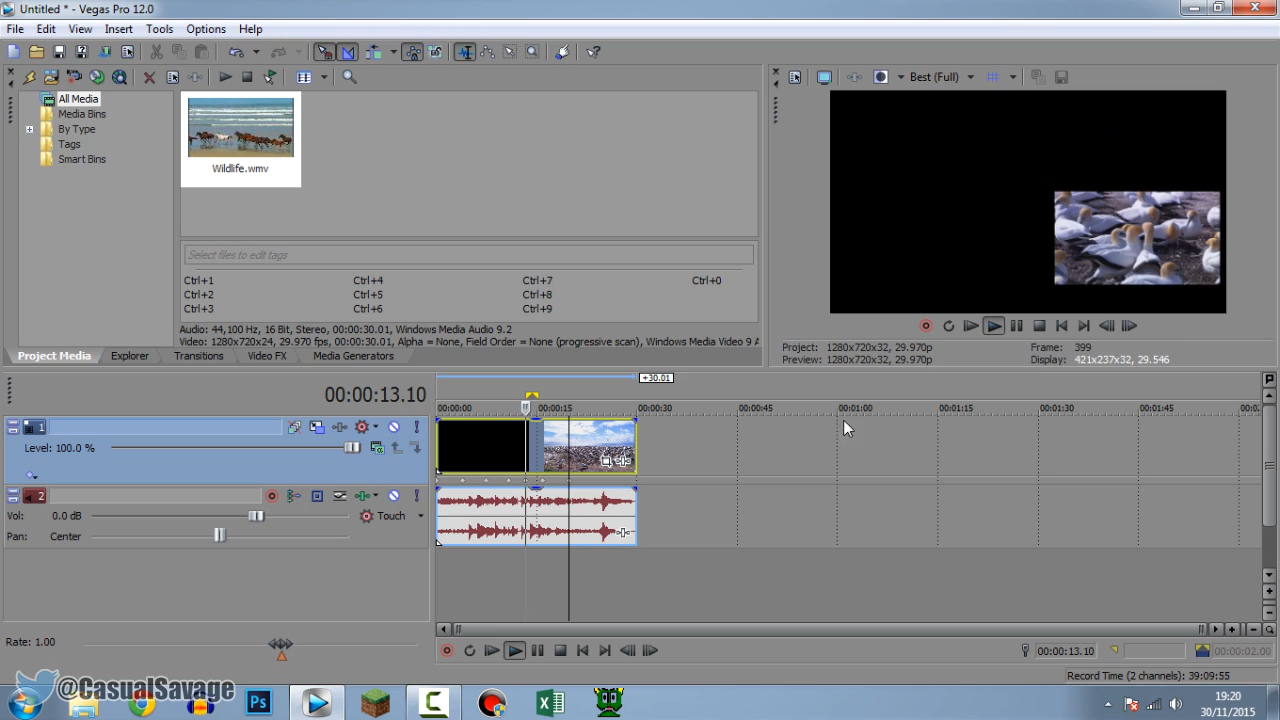 Untitled * - Vegas Pro 12.0
File Edit View Insert Tools Options Help
All Media
Media Bins
By Type
Tags
Smart Bins
Wildlife.wmv
Select files to edit tags
Ctrl+1 Ctrl+4 Ctrl+7 Ctrl+0
Ctrl+2 Ctrl+5 Ctrl+8
Ctrl+3 Ctrl+6 Ctrl+9
Audio: 44,100 Hz, 16 Bit, Stereo, 00:00:30.01, Windows Media Audio 9.2
Video: 1280x720x24, 29.970 fps, 00:00:30.01, Alpha = None, Field Order = None (progressive scan), Windows Media Video 9 A
Project Media Explorer Transitions Video FX Media Generators
Best (Full)
Project: 1280x720x32, 29.970p Frame: 399
Preview: 1280x720x32, 29.970p Display: 421x237x32, 29.546
00:00:13.10
+30.01
00:00:00 00:00:15 00:00:30 00:00:45 00:01:00 00:01:15 00:01:30 00:01:45 00:0
1
Level: 100.0 %
2
Vol: 0.0 dB Touch
Pan: Center
Rate: 1.00
00:00:13.10 00:00:02.00
Record Time (2 channels): 39:09:55
@CasualSavage
Ps
X
19:20
30/11/2015